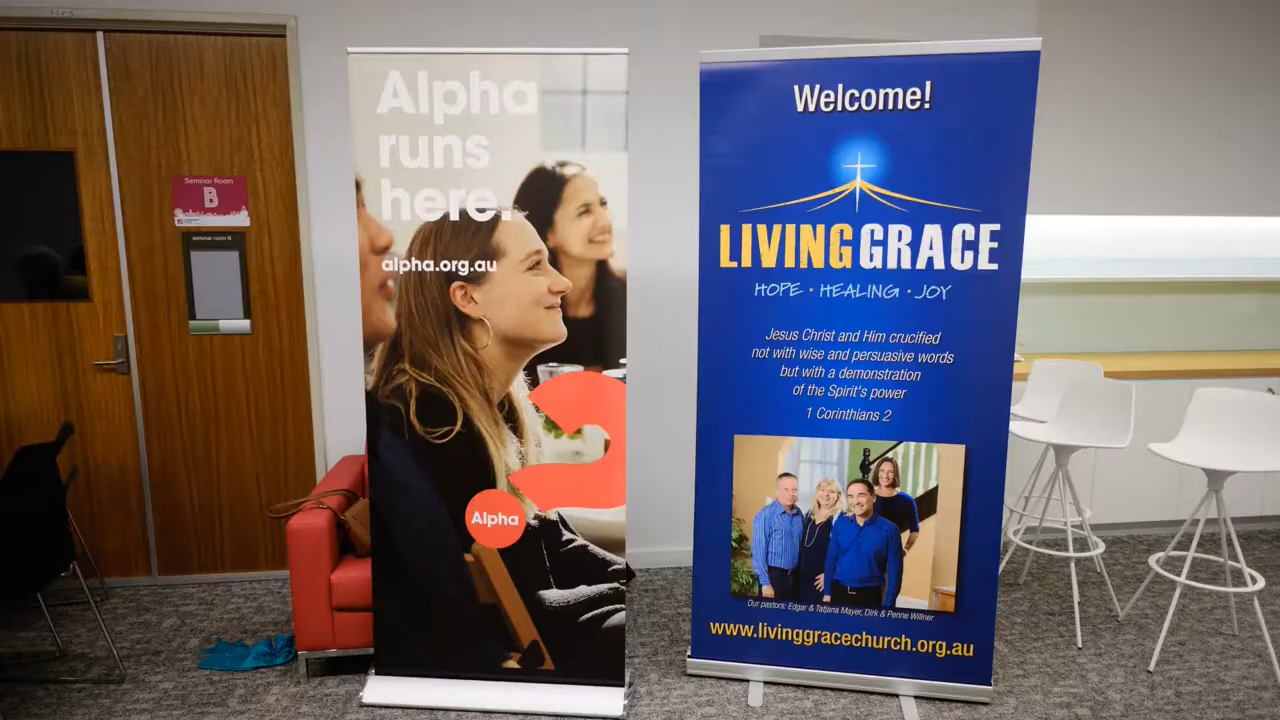 Seminar Room
B
seminar room B
Alpha
runs
here.
alpha.org.au
Alpha
Welcome!
LIVINGGRACE
HOPE · HEALING · JOY
Jesus Christ and Him crucified
not with wise and persuasive words
but with a demonstration
of the Spirit's power
1 Corinthians 2
Our pastors: Edgar & Tatjana Mayer, Dirk & Penne Willner
www.livinggracechurch.org.au